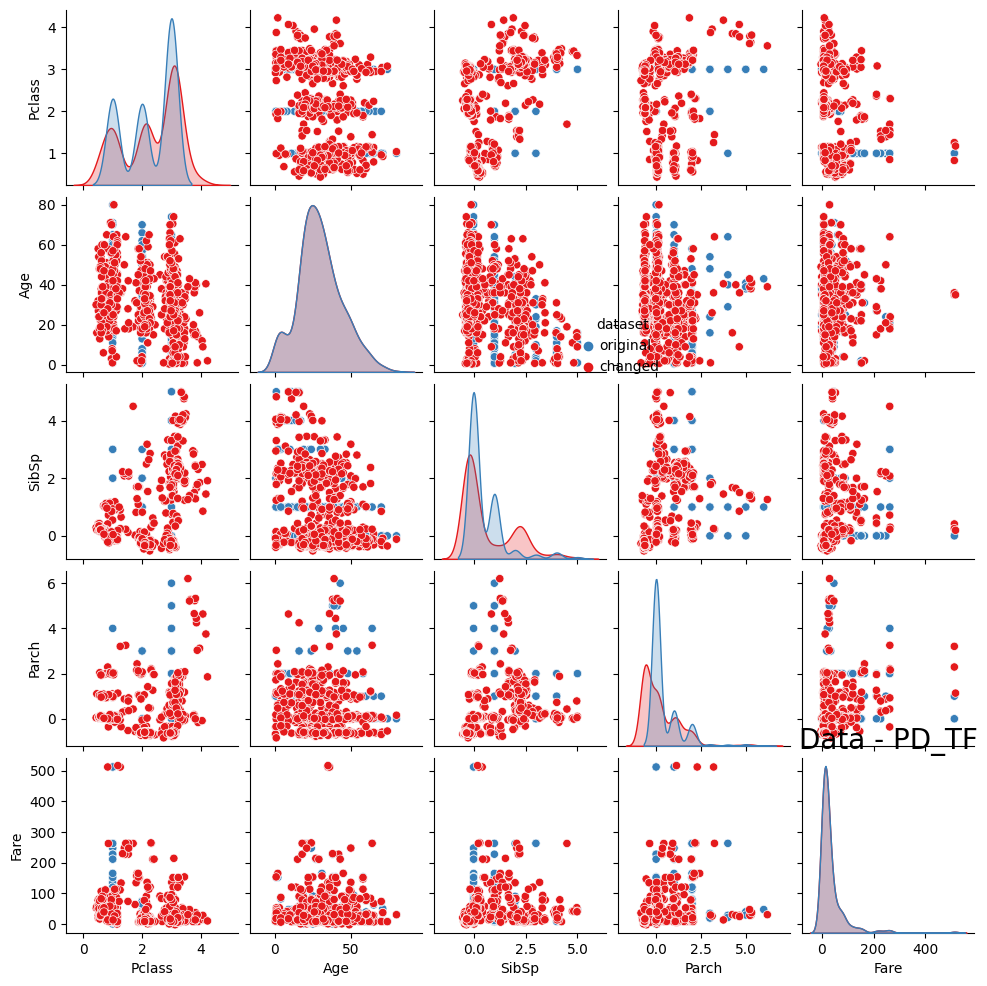 4
3
2
1
Pclass
80
60
40
20
0
Age
dataset
original
changed
4
2
0
SibSp
6
4
2
0
Parch
Data - PD_TF
500
400
300
200
100
0
Fare
0 2 4
0 50
0.0 2.5 5.0
0.0 2.5 5.0
0 200 400
Pclass
Age
SibSp
Parch
Fare